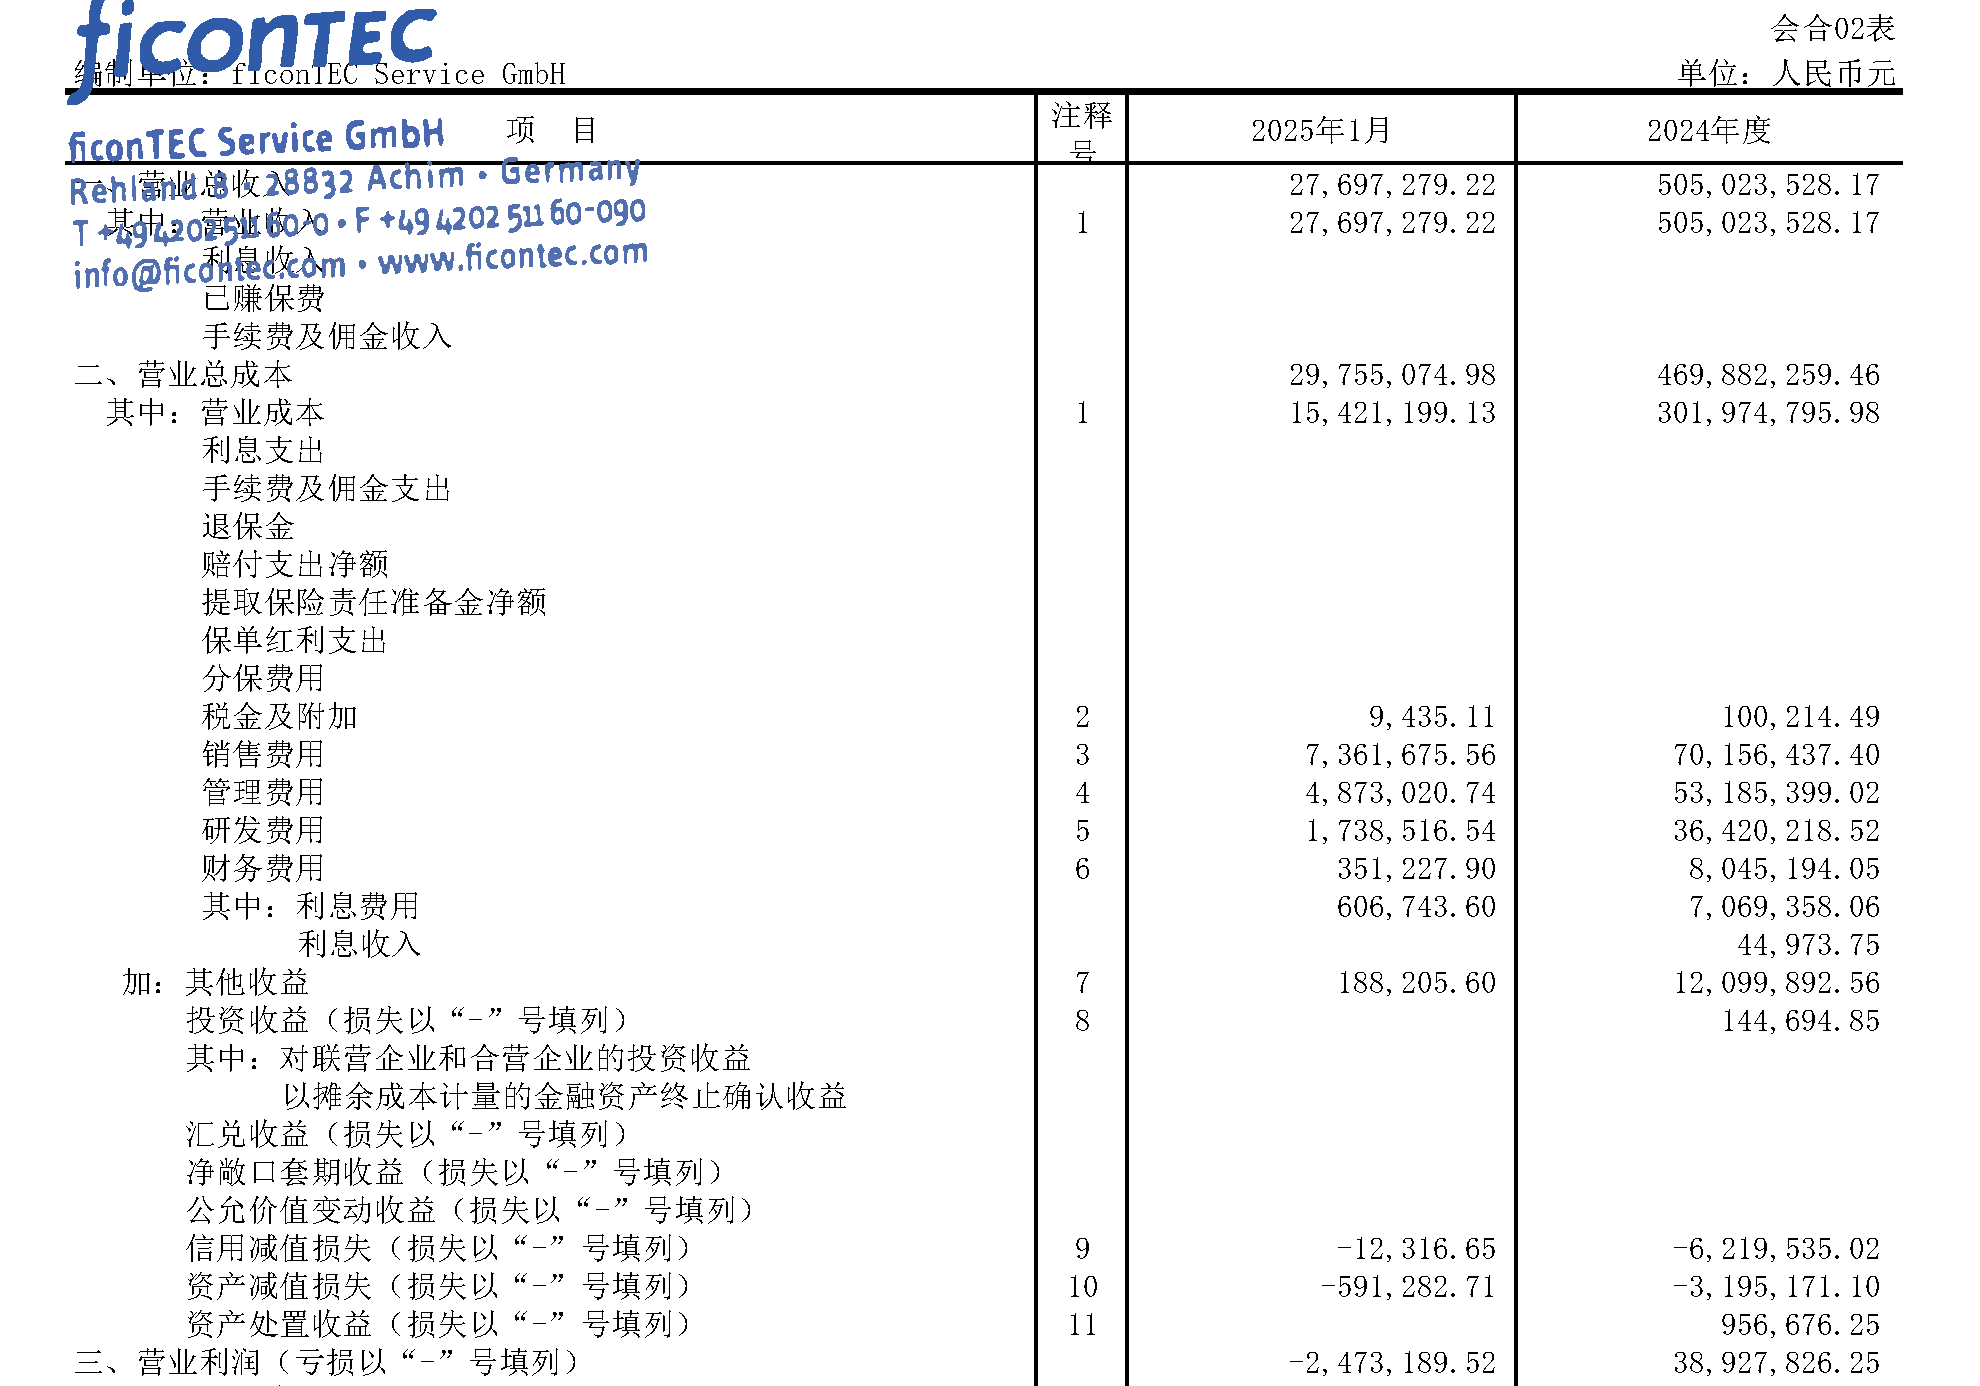 ficonTEC
会合02表
编制单位：ficonTEC Service GmbH 单位：人民币元
ficonTEC Service GmbH
Rehland 8 • 28832 Achim • Germany
T +49 4202 51160-0 • F +49 4202 51160-090
info@ficontec.com • www.ficontec.com
项 目 注释号 2025年1月 2024年度
一、营业总收入 27,697,279.22 505,023,528.17
其中：营业收入 1 27,697,279.22 505,023,528.17
利息收入
已赚保费
手续费及佣金收入
二、营业总成本 29,755,074.98 469,882,259.46
其中：营业成本 1 15,421,199.13 301,974,795.98
利息支出
手续费及佣金支出
退保金
赔付支出净额
提取保险责任准备金净额
保单红利支出
分保费用
税金及附加 2 9,435.11 100,214.49
销售费用 3 7,361,675.56 70,156,437.40
管理费用 4 4,873,020.74 53,185,399.02
研发费用 5 1,738,516.54 36,420,218.52
财务费用 6 351,227.90 8,045,194.05
其中：利息费用 606,743.60 7,069,358.06
利息收入 44,973.75
加：其他收益 7 188,205.60 12,099,892.56
投资收益（损失以“-”号填列） 8 144,694.85
其中：对联营企业和合营企业的投资收益
以摊余成本计量的金融资产终止确认收益
汇兑收益（损失以“-”号填列）
净敞口套期收益（损失以“-”号填列）
公允价值变动收益（损失以“-”号填列）
信用减值损失（损失以“-”号填列） 9 -12,316.65 -6,219,535.02
资产减值损失（损失以“-”号填列） 10 -591,282.71 -3,195,171.10
资产处置收益（损失以“-”号填列） 11 956,676.25
三、营业利润（亏损以“-”号填列） -2,473,189.52 38,927,826.25